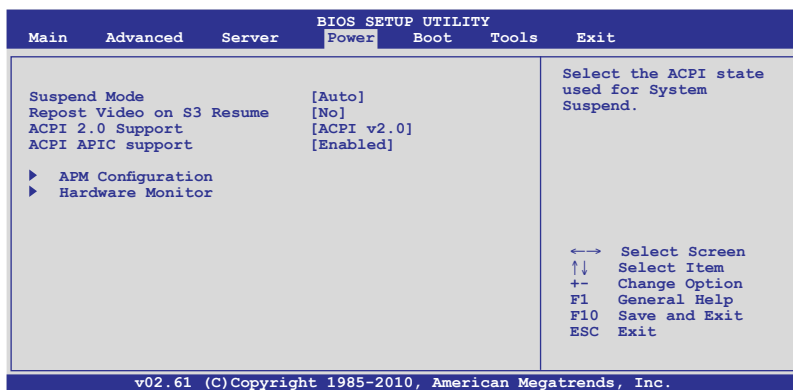 BIOS SETUP UTILITY
Main Advanced Server Power Boot Tools Exit
Suspend Mode [Auto]
Repost Video on S3 Resume [No]
ACPI 2.0 Support [ACPI v2.0]
ACPI APIC support [Enabled]
APM Configuration
Hardware Monitor
Select the ACPI state
used for System
Suspend.
←→ Select Screen
↑↓ Select Item
+- Change Option
F1 General Help
F10 Save and Exit
ESC Exit
v02.61 (C)Copyright 1985-2010, American Megatrends, Inc.